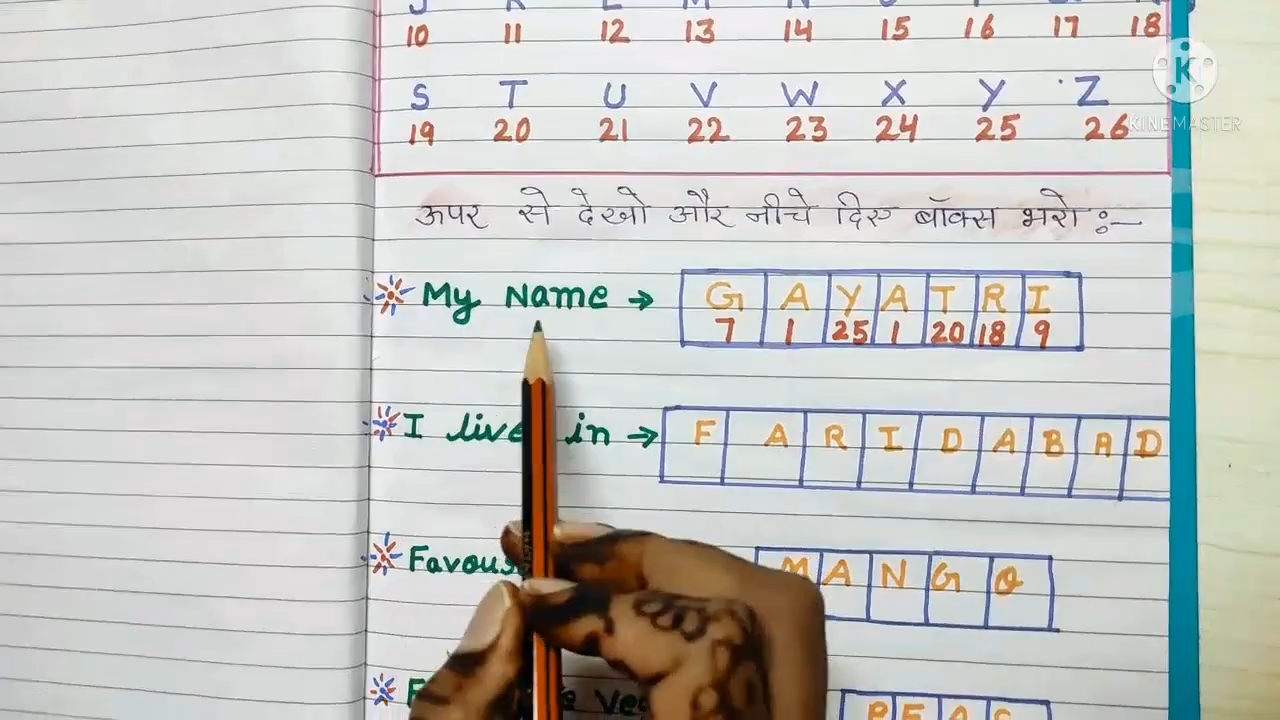 10 11 12 13 14 15 16 17 18
S T U V W X Y Z
19 20 21 22 23 24 25 26
K
KINEMASTER
ऊपर से देखो और नीचे दिए बॉक्स भरो :-
My Name → G A Y A T R I
7 1 25 1 20 18 9
I live in → F A R I D A B A D
M A N G O
P E A S